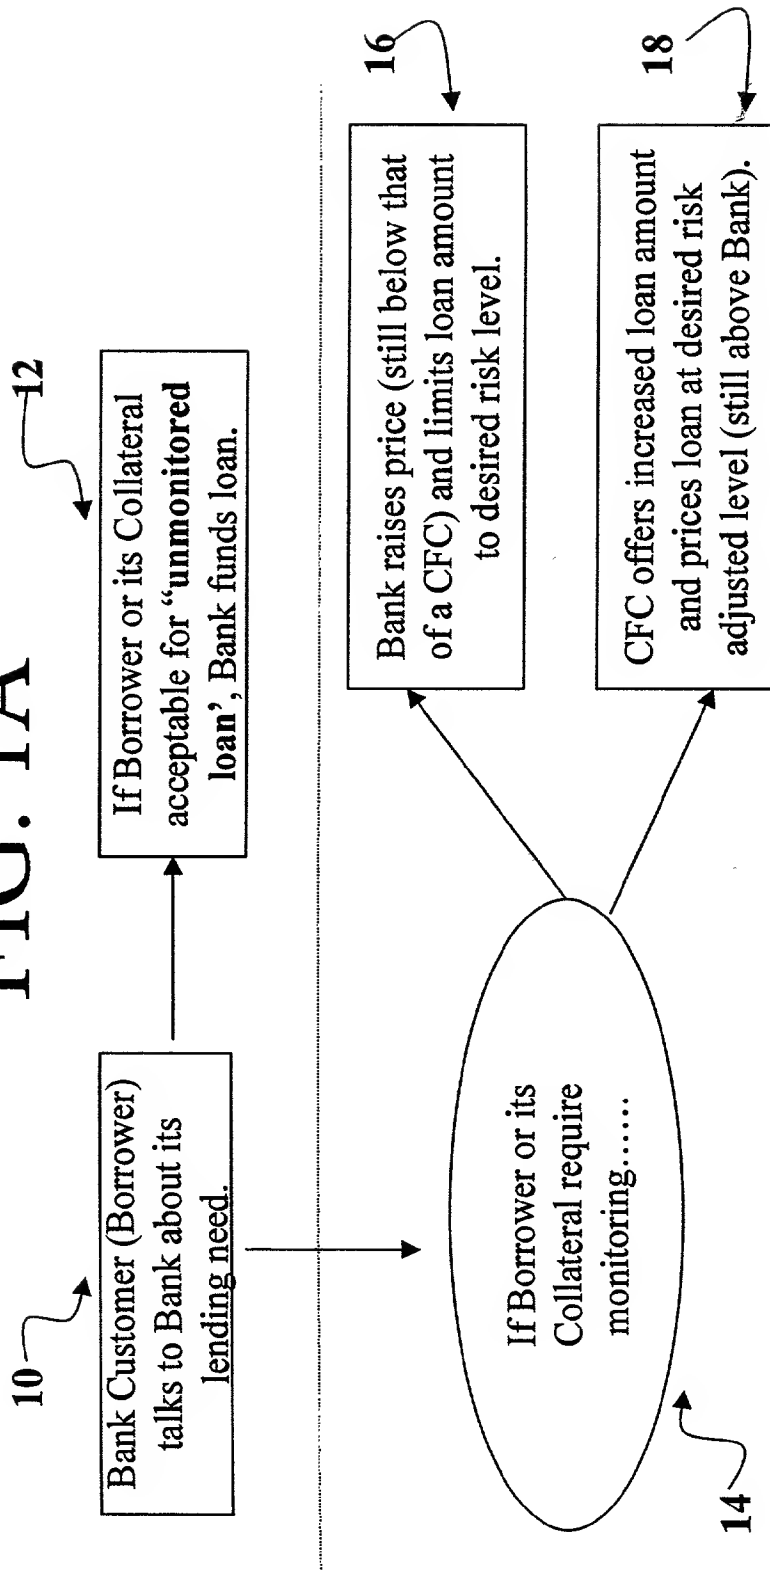 FIG. 1A
10
Bank Customer (Borrower)
talks to Bank about its
lending need.
12
If Borrower or its Collateral
acceptable for “unmonitored
loan’, Bank funds loan.
14
If Borrower or its
Collateral require
monitoring......
16
Bank raises price (still below that
of a CFC) and limits loan amount
to desired risk level.
18
CFC offers increased loan amount
and prices loan at desired risk
adjusted level (still above Bank).